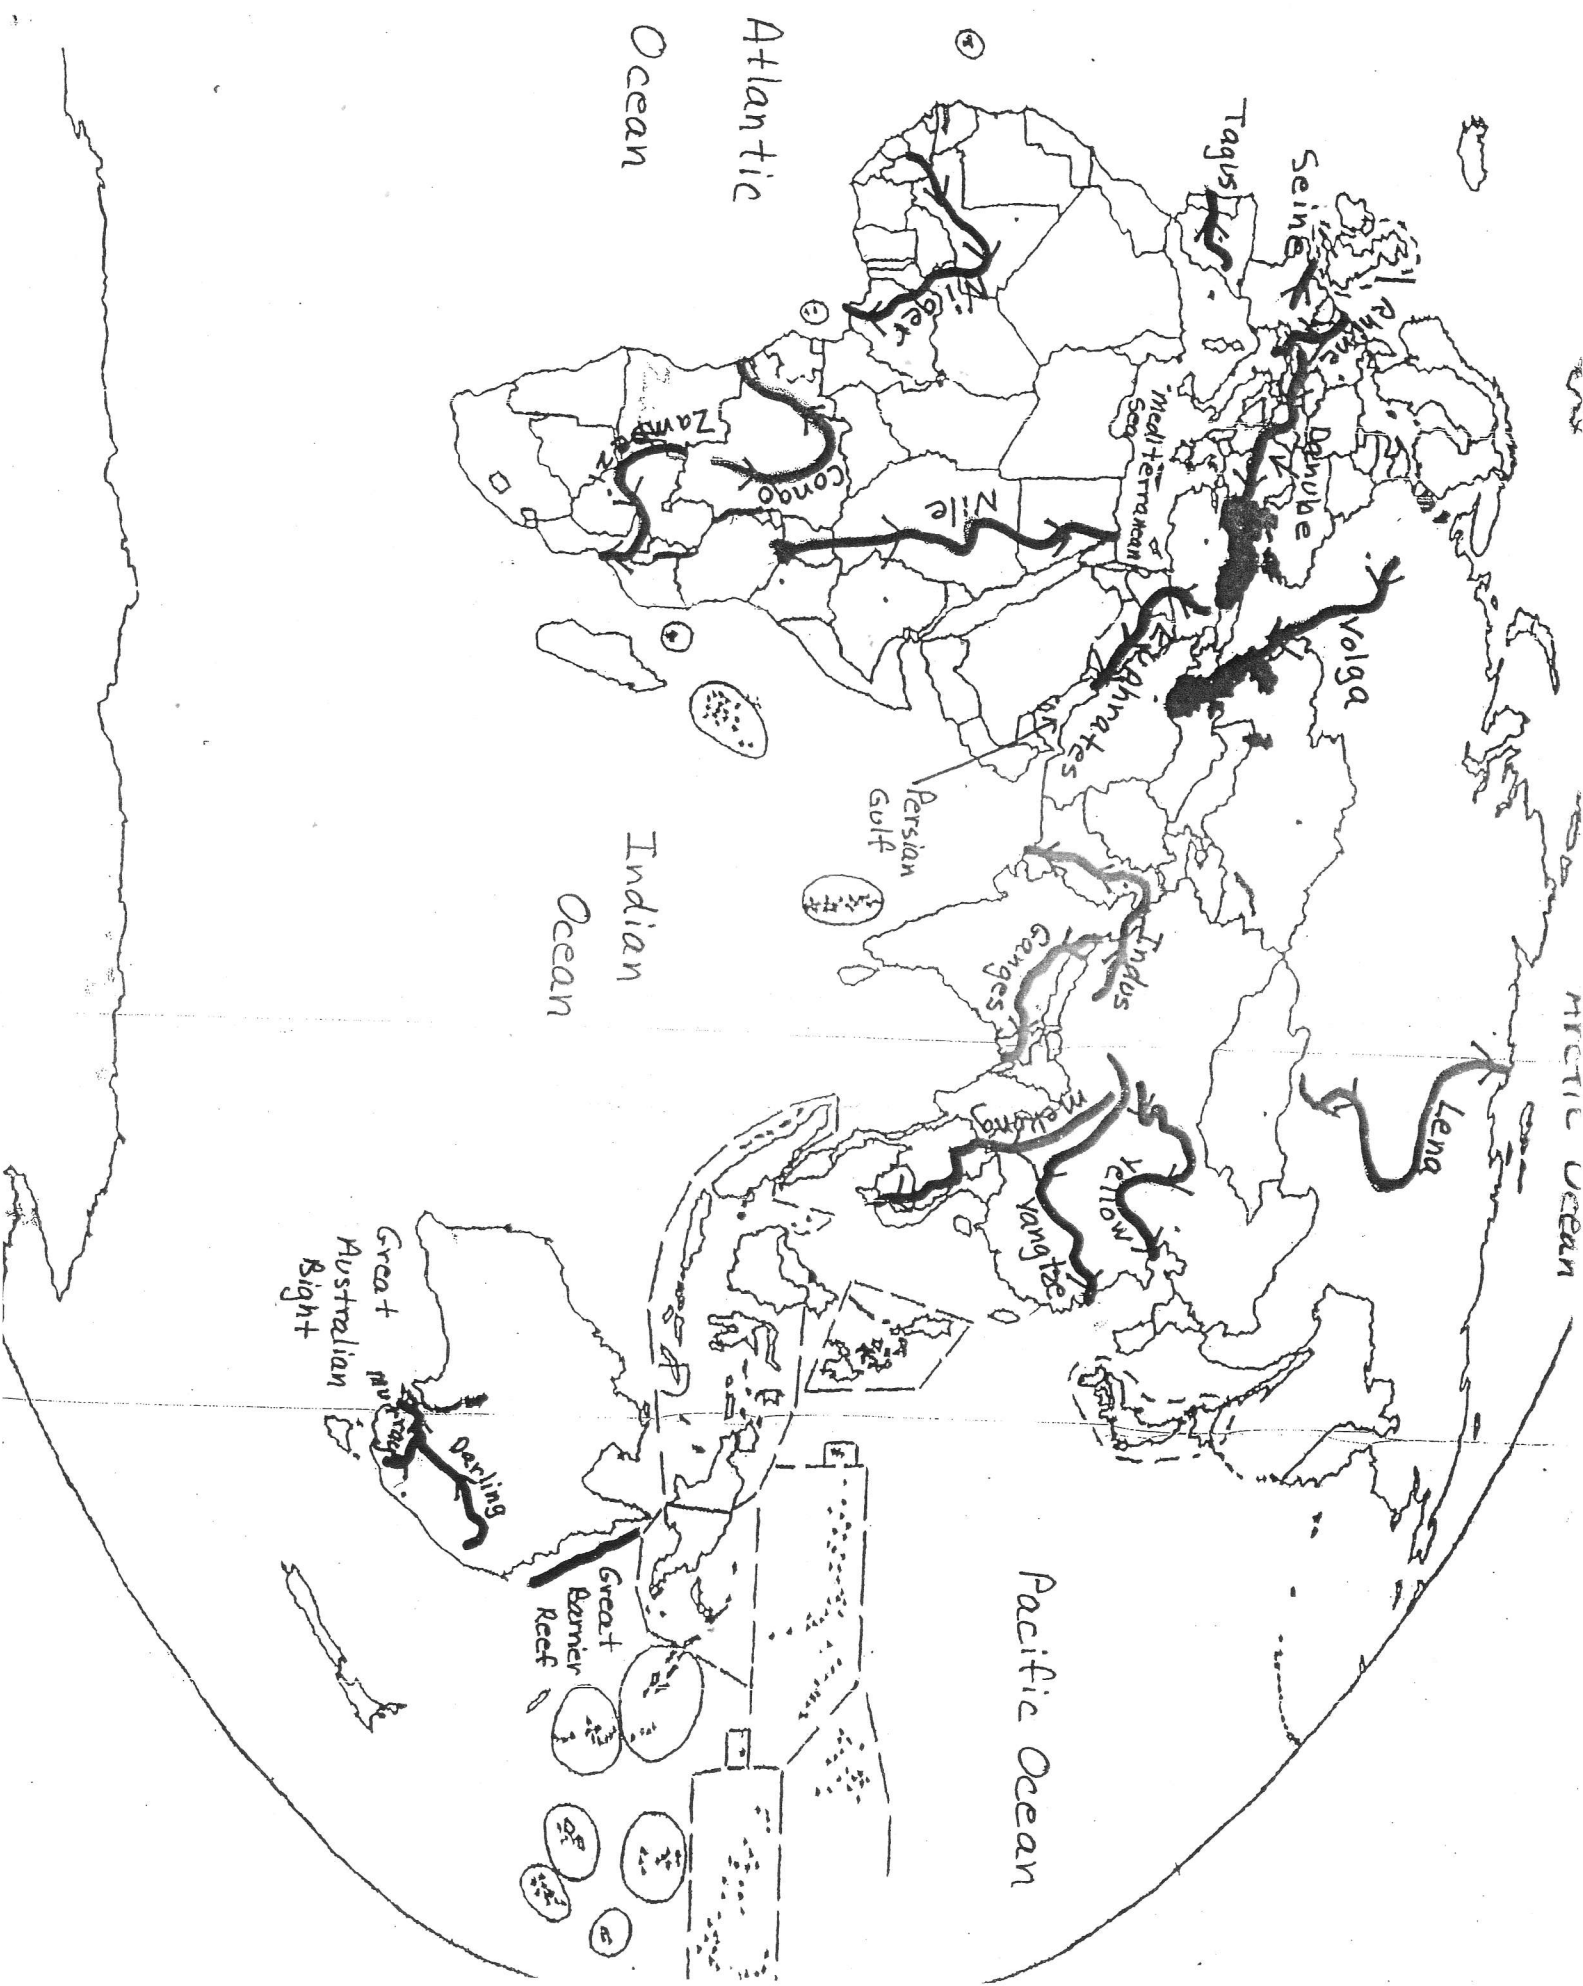 Arctic Ocean
Seine
Rhine
Tagus
Danube
Volga
Lena
Mediterranean
Sea
Niger
Nile
Congo
Zambezi
Persian
Gulf
Indus
Ganges
Mekong
Yellow
Yangtze
Atlantic
Ocean
Indian
Ocean
Pacific Ocean
Great
Barrier
Reef
Darling
Murray
Great
Australian
Bight